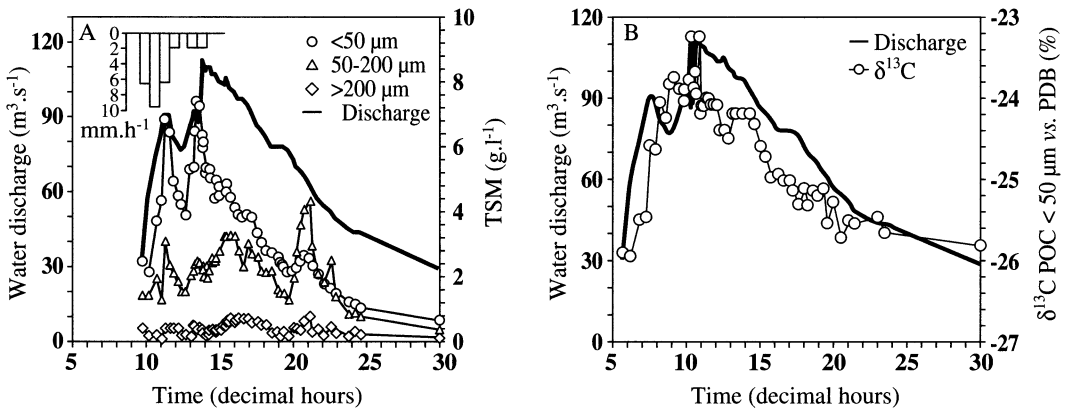 A
B
Water discharge (m³.s⁻¹)
120
90
60
30
0
0
2
4
6
8
10
mm.h⁻¹
<50 µm
50-200 µm
>200 µm
Discharge
10
8
6
4
2
0
TSM (g.l⁻¹)
5 10 15 20 25 30
Time (decimal hours)
Water discharge (m³.s⁻¹)
120
90
60
30
0
Discharge
δ¹³C
-23
-24
-25
-26
-27
δ¹³C POC < 50 µm vs. PDB (%)
5 10 15 20 25 30
Time (decimal hours)